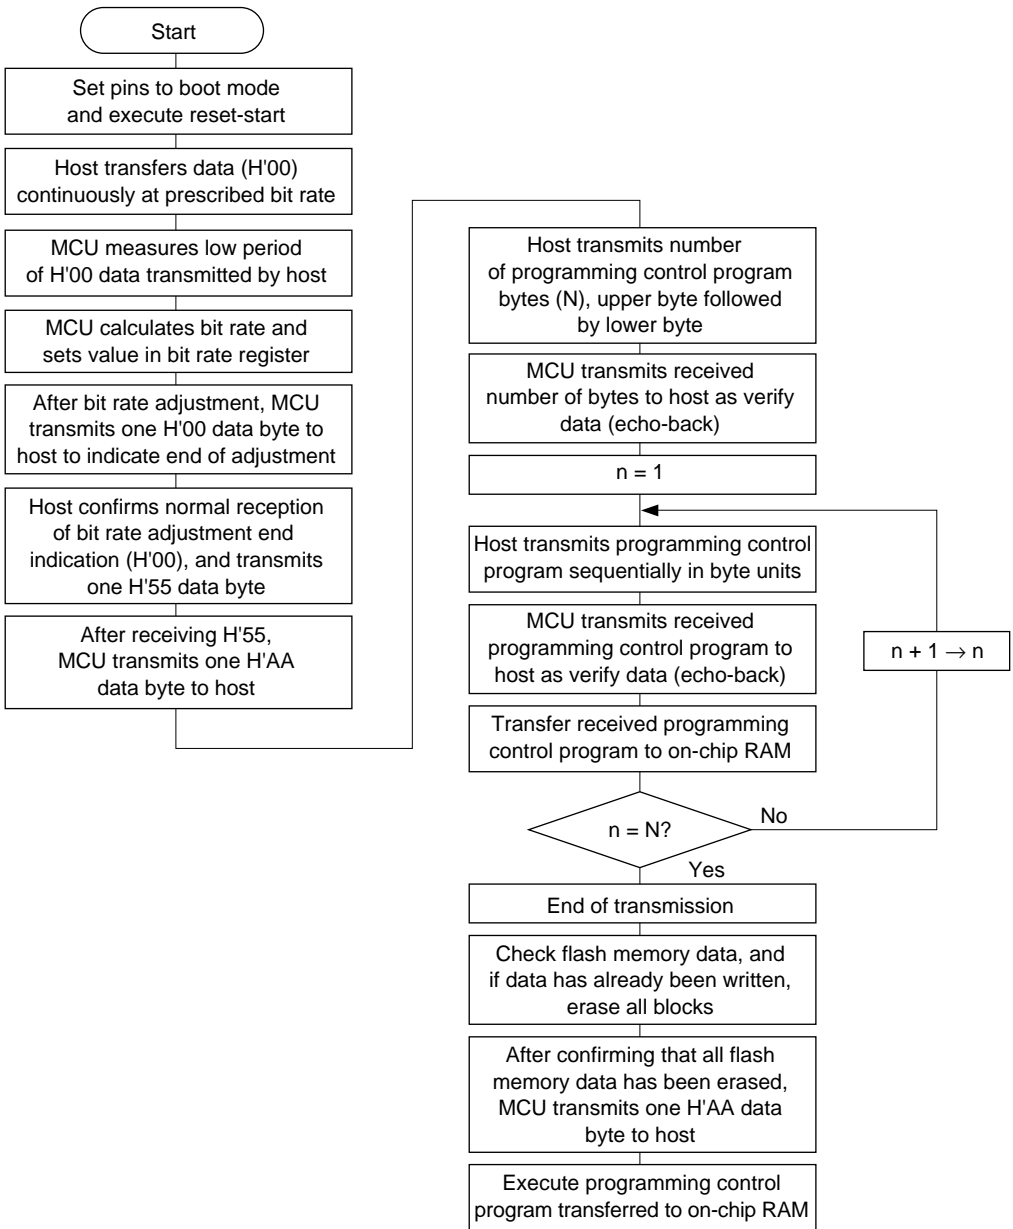 Start
Set pins to boot mode
and execute reset-start
Host transfers data (H'00)
continuously at prescribed bit rate
MCU measures low period
of H'00 data transmitted by host
MCU calculates bit rate and
sets value in bit rate register
After bit rate adjustment, MCU
transmits one H'00 data byte to
host to indicate end of adjustment
Host confirms normal reception
of bit rate adjustment end
indication (H'00), and transmits
one H'55 data byte
After receiving H'55,
MCU transmits one H'AA
data byte to host
Host transmits number
of programming control program
bytes (N), upper byte followed
by lower byte
MCU transmits received
number of bytes to host as verify
data (echo-back)
n = 1
Host transmits programming control
program sequentially in byte units
MCU transmits received
programming control program to
host as verify data (echo-back)
n + 1 → n
Transfer received programming
control program to on-chip RAM
n = N?
No
Yes
End of transmission
Check flash memory data, and
if data has already been written,
erase all blocks
After confirming that all flash
memory data has been erased,
MCU transmits one H'AA data
byte to host
Execute programming control
program transferred to on-chip RAM